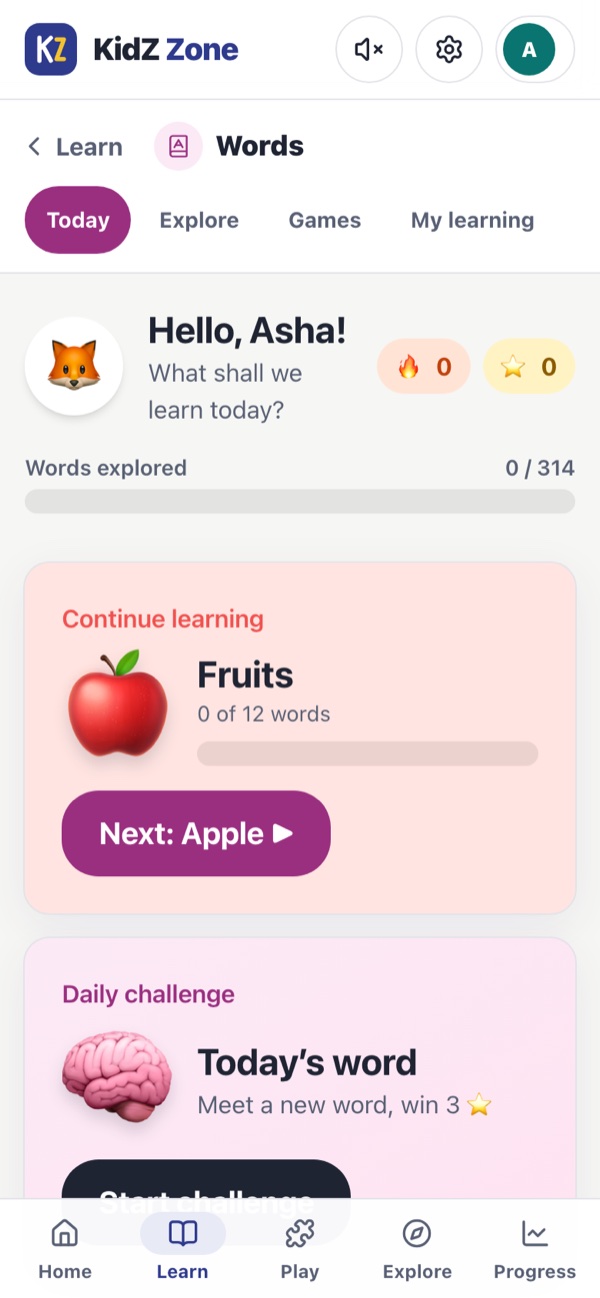 KZ KidZ Zone A
Learn Words
Today Explore Games My learning
Hello, Asha!
What shall we
learn today?
0 0
Words explored 0 / 314
Continue learning
Fruits
0 of 12 words
Next: Apple
Daily challenge
Today’s word
Meet a new word, win 3
Start challenge
Home Learn Play Explore Progress